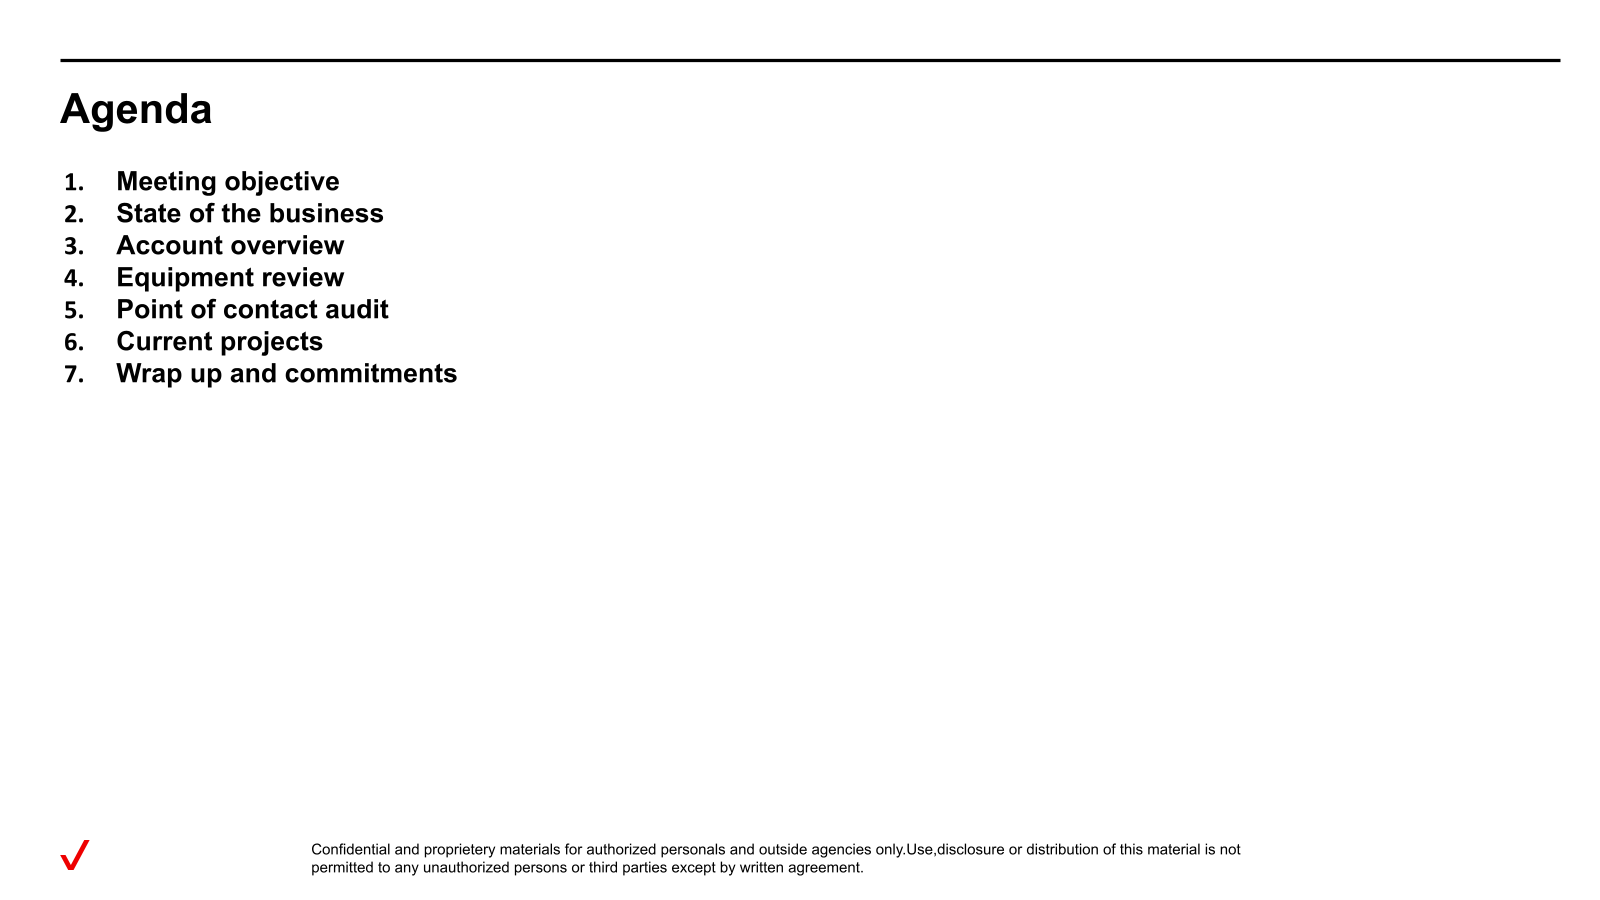 Agenda
1. Meeting objective
2. State of the business
3. Account overview
4. Equipment review
5. Point of contact audit
6. Current projects
7. Wrap up and commitments
Confidential and proprietery materials for authorized personals and outside agencies only.Use,disclosure or distribution of this material is not
permitted to any unauthorized persons or third parties except by written agreement.